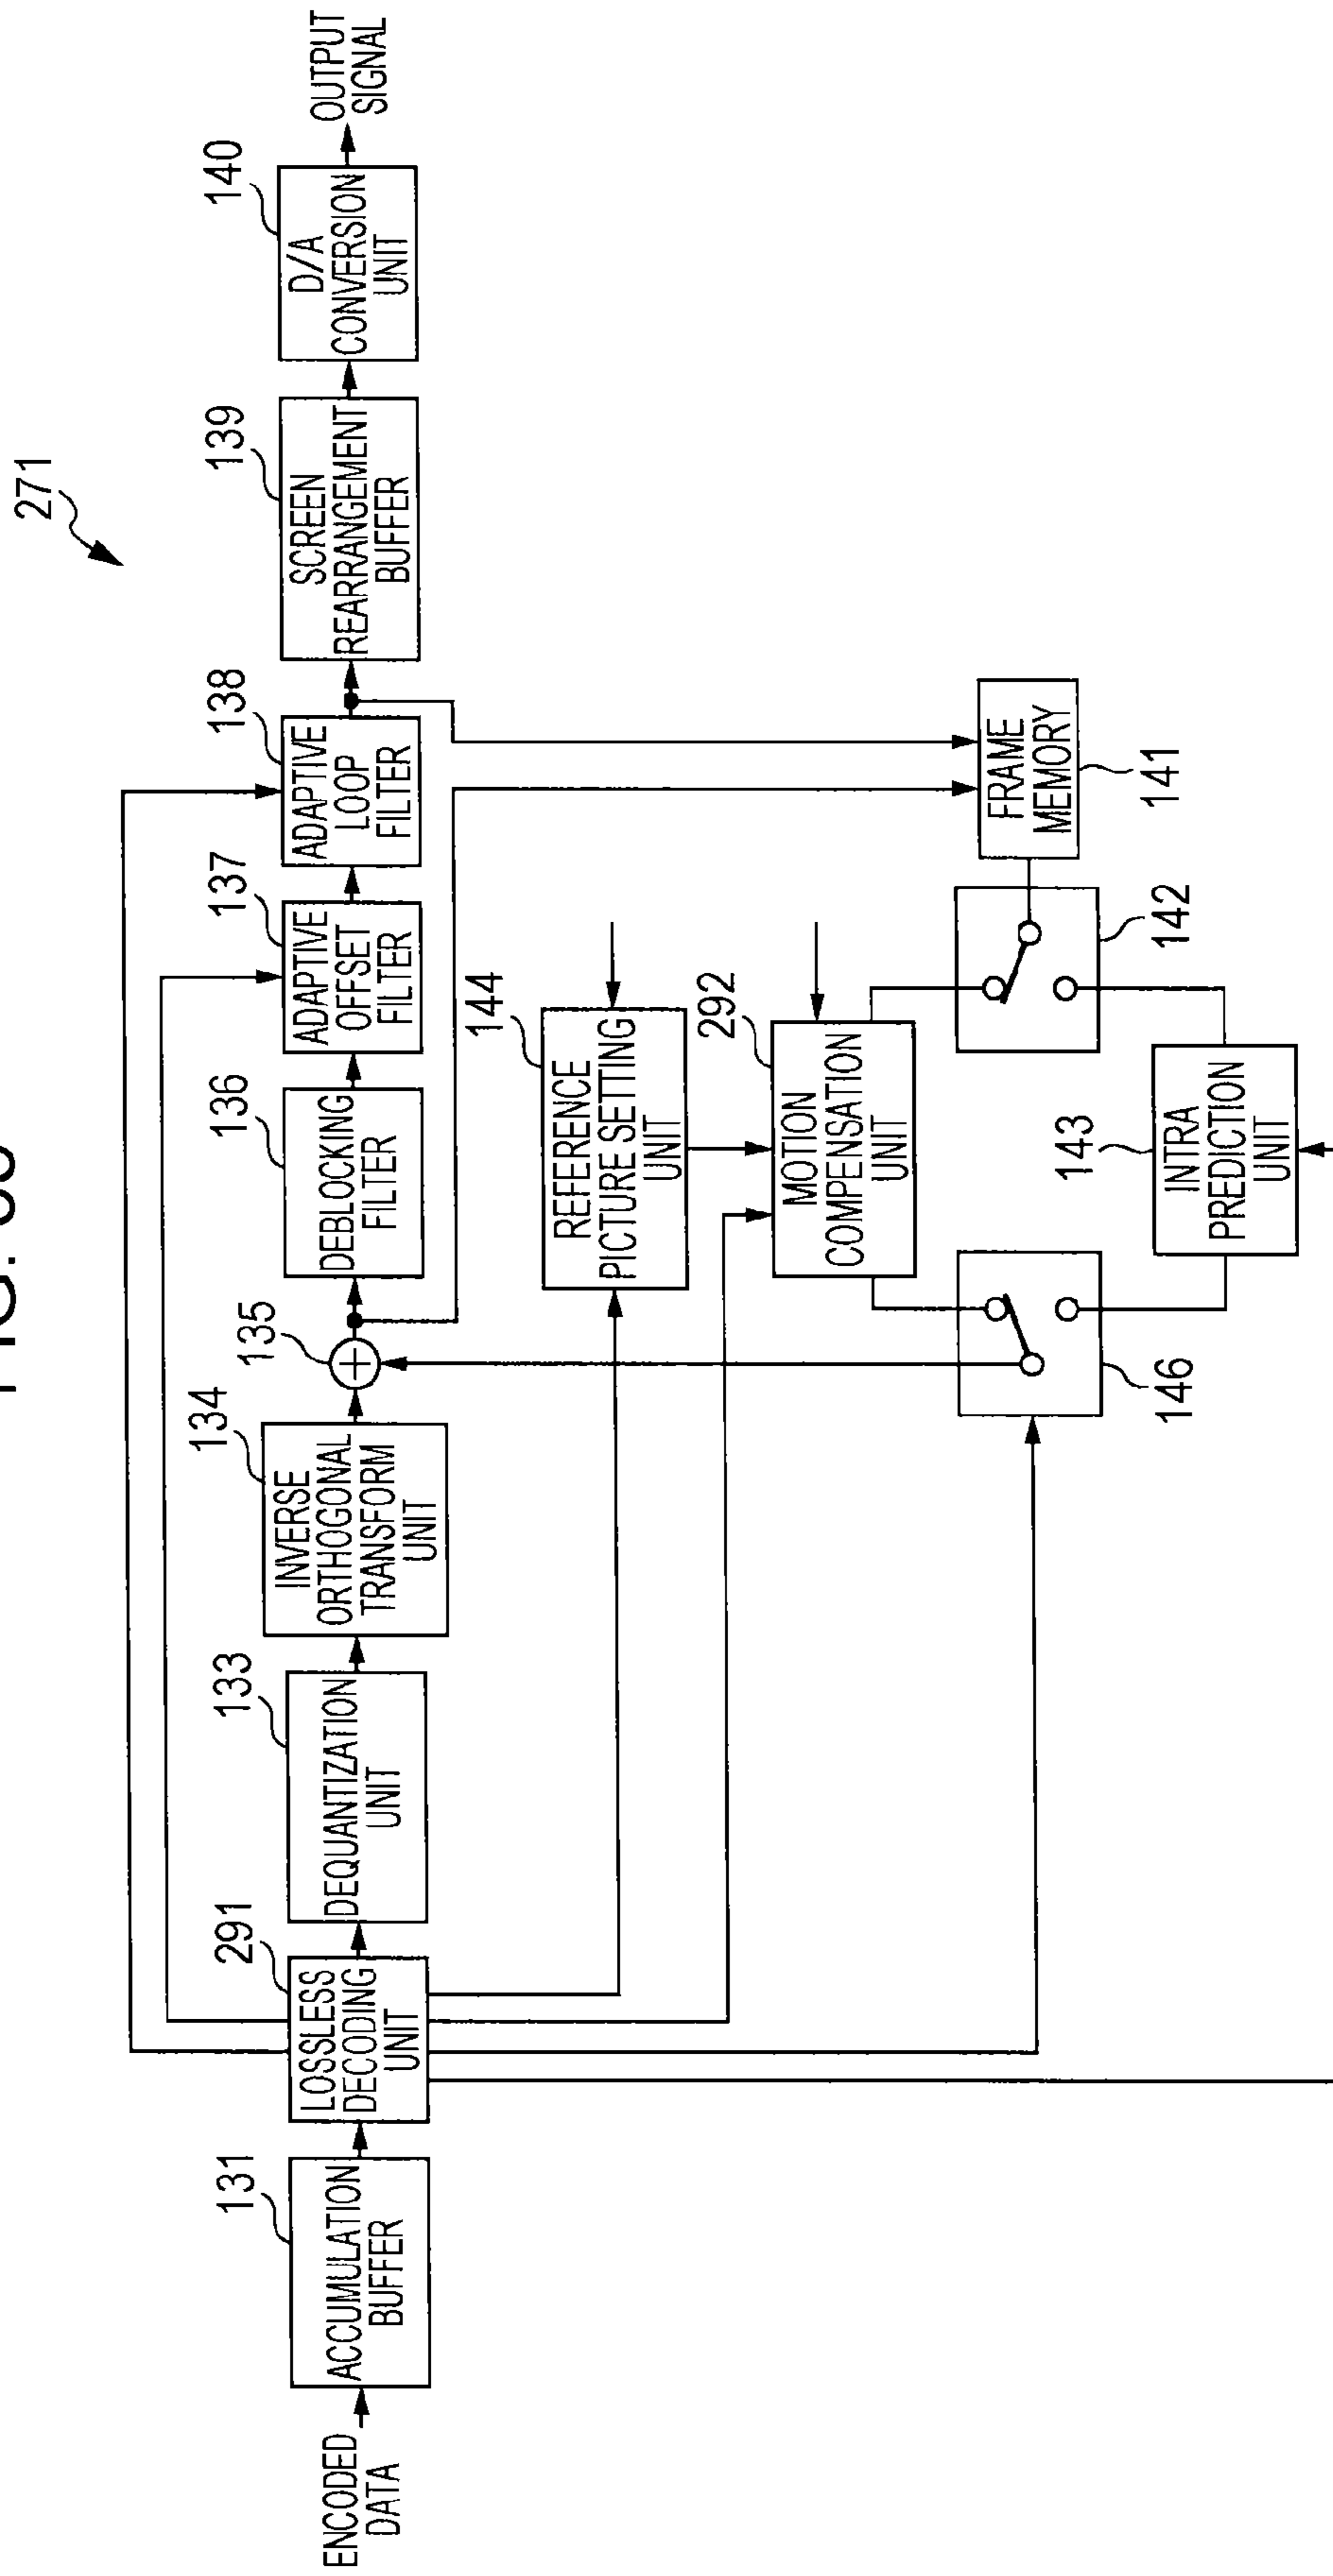 271
ENCODED
DATA
131
ACCUMULATION
BUFFER
291
LOSSLESS
DECODING
UNIT
133
DEQUANTIZATION
UNIT
134
INVERSE
ORTHOGONAL
TRANSFORM
UNIT
135
136
DEBLOCKING
FILTER
137
ADAPTIVE
OFFSET
FILTER
138
ADAPTIVE
LOOP
FILTER
139
SCREEN
REARRANGEMENT
BUFFER
140
D/A
CONVERSION
UNIT
OUTPUT
SIGNAL
144
REFERENCE
PICTURE SETTING
UNIT
292
MOTION
COMPENSATION
UNIT
FRAME
MEMORY
141
142
146
143
INTRA
PREDICTION
UNIT